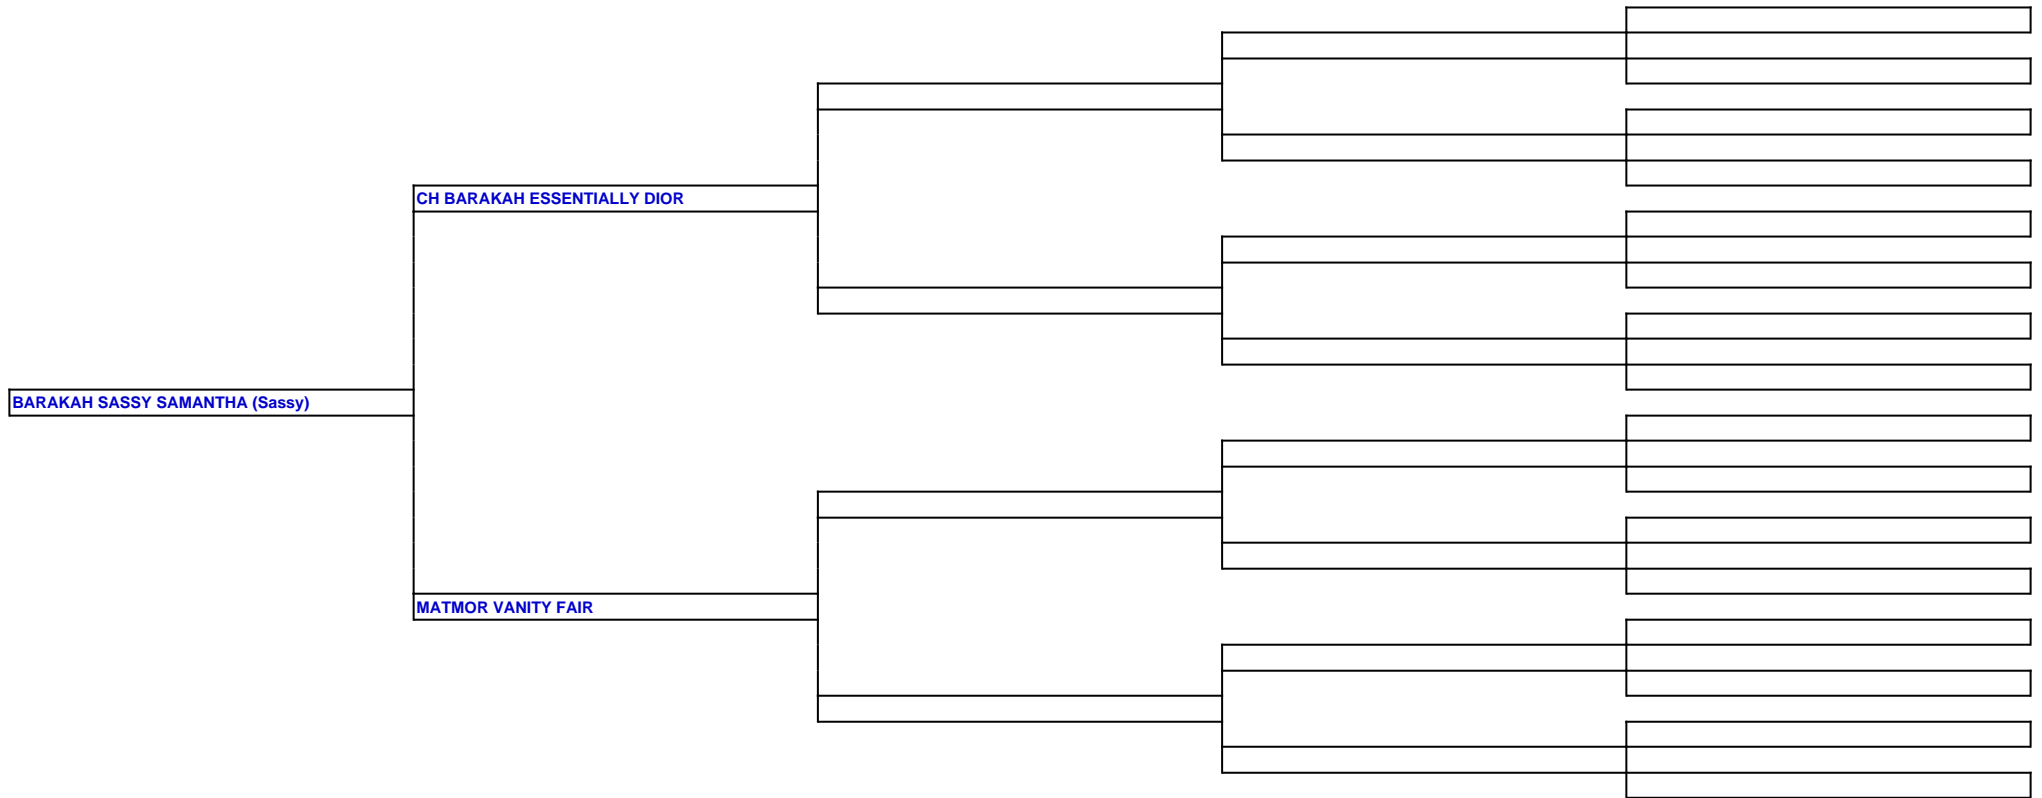 CH BARAKAH ESSENTIALLY DIOR
BARAKAH SASSY SAMANTHA (Sassy)
MATMOR VANITY FAIR